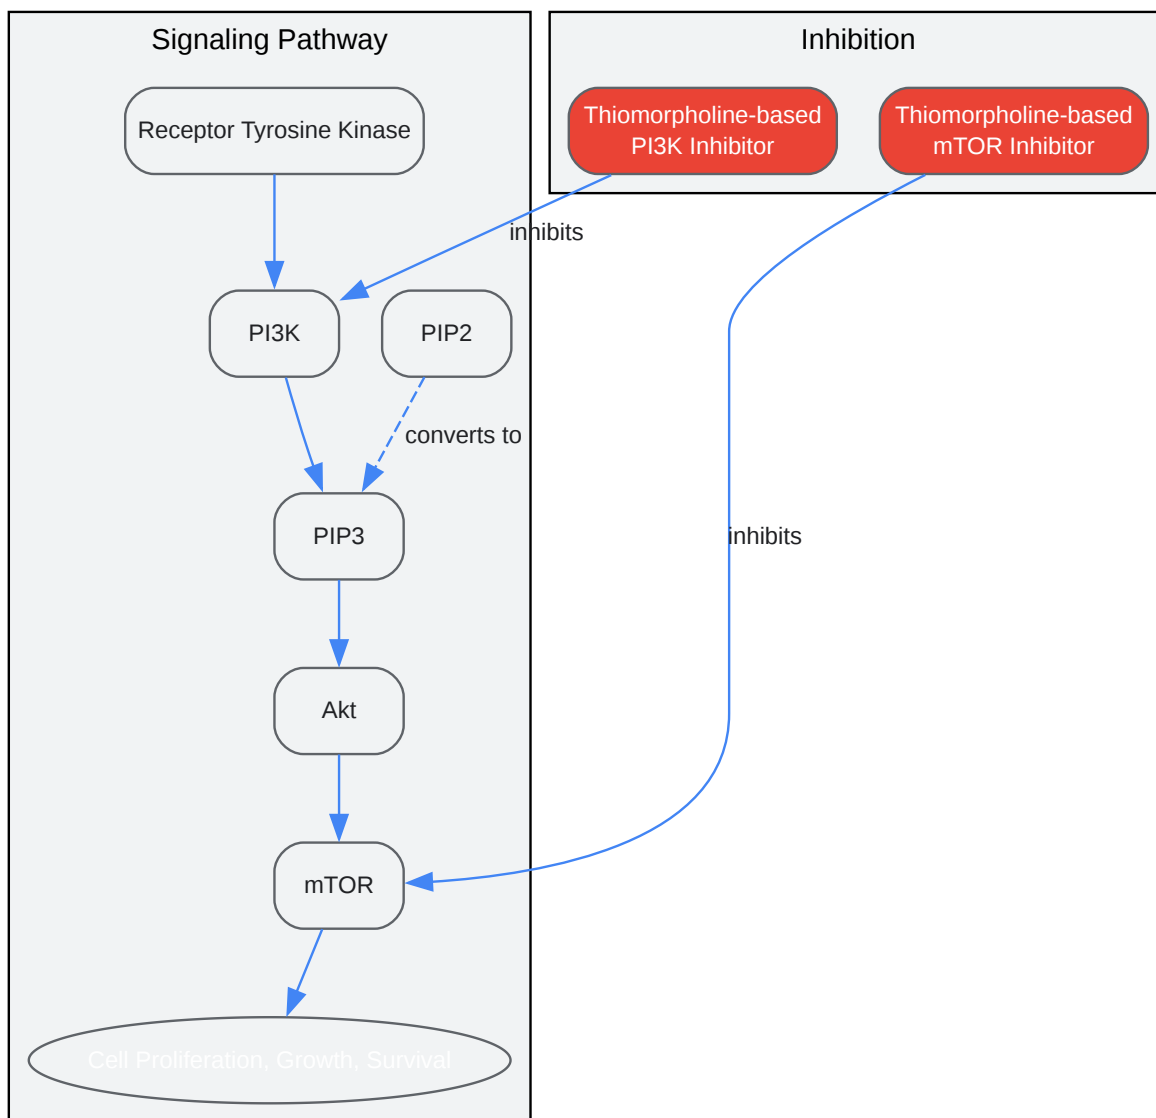 Signaling Pathway
Inhibition
Receptor Tyrosine Kinase
Thiomorpholine-based
PI3K Inhibitor
Thiomorpholine-based
mTOR Inhibitor
inhibits
PI3K
PIP2
converts to
PIP3
inhibits
Akt
mTOR
Cell Proliferation, Growth, Survival